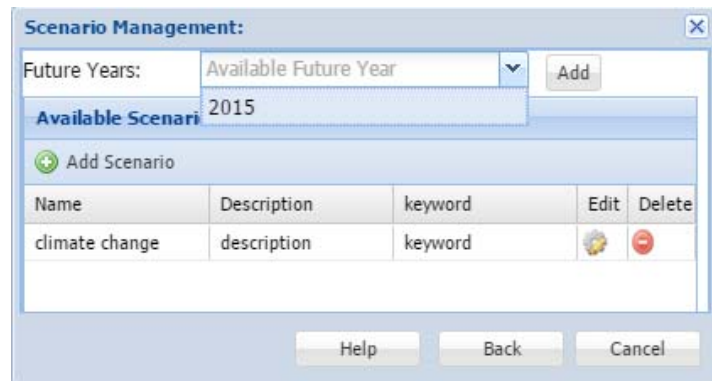 Scenario Management:
Future Years: Available Future Year Add
2015
Available Scenari
Add Scenario
Name Description keyword Edit Delete
climate change description keyword
Help Back Cancel